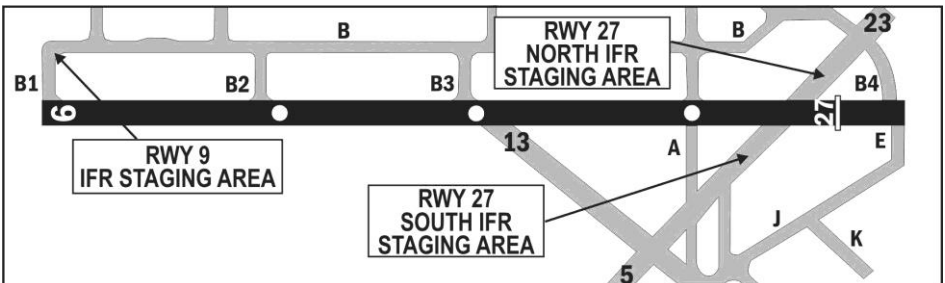 B
RWY 27
NORTH IFR
STAGING AREA
B
23
B1
B2
B3
B4
9
27
RWY 9
IFR STAGING AREA
13
A
E
RWY 27
SOUTH IFR
STAGING AREA
J
K
5